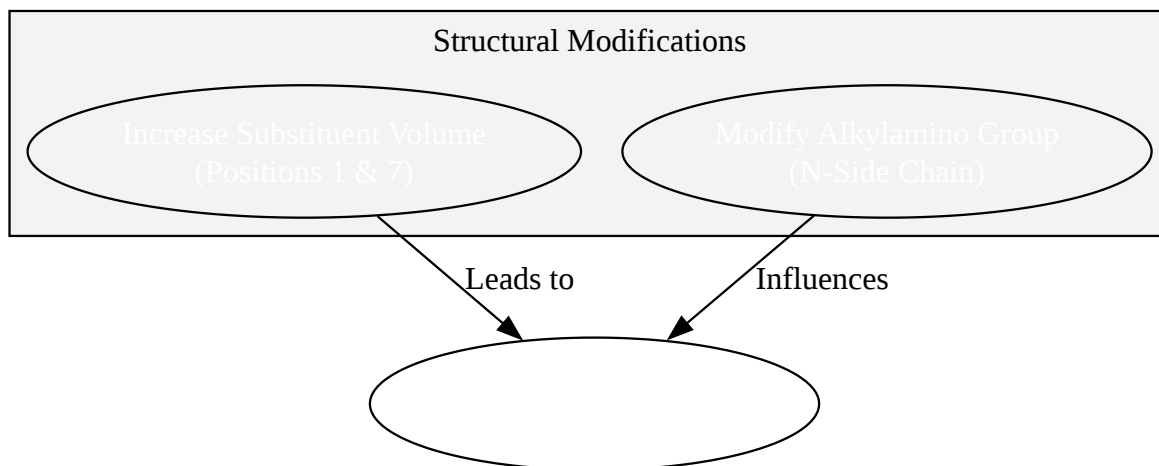 Structural Modifications
Increase Substituent Volume
(Positions 1 & 7)
Modify Alkylamino Group
(N-Side Chain)
Leads to
Influences